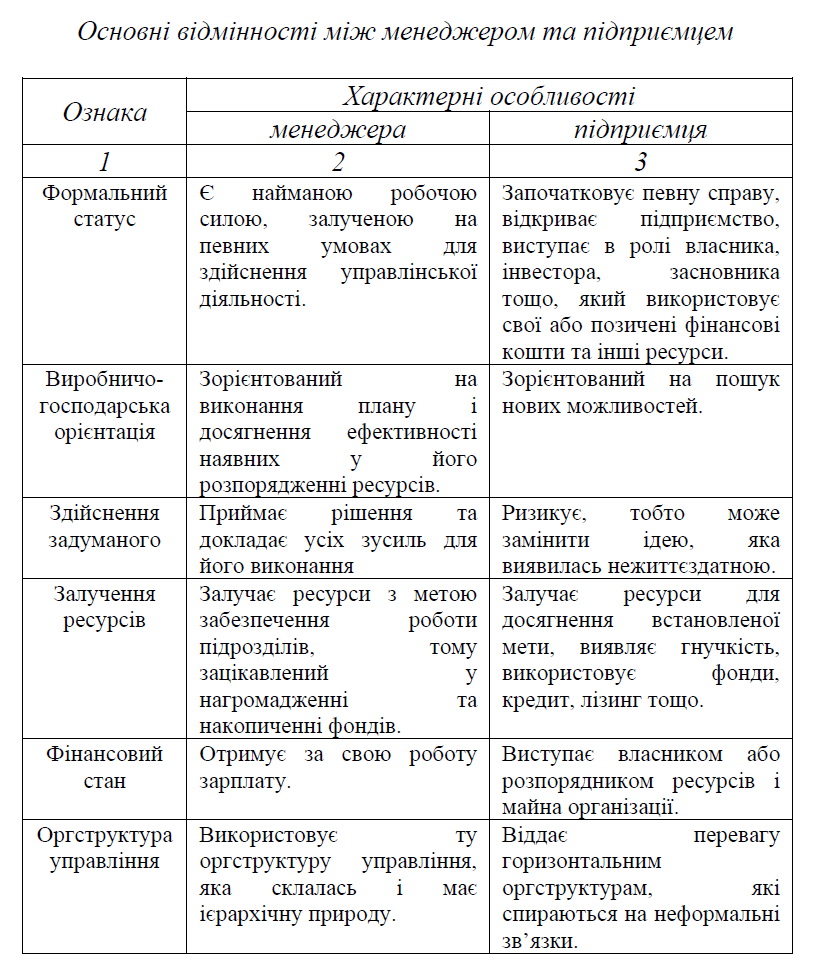 Основні відмінності між менеджером та підприємцем
Ознака
Характерні особливості
менеджера
підприємця
1
2
3
Формальний
статус
Є найманою робочою
силою, залученою на
певних умовах для
здійснення управлінської
діяльності.
Започатковує певну справу,
відкриває підприємство,
виступає в ролі власника,
інвестора, засновника
тощо, який використовує
свої або позичені фінансові
кошти та інші ресурси.
Виробничо-
господарська
орієнтація
Зорієнтований на
виконання плану і
досягнення ефективності
наявних у його
розпорядженні ресурсів.
Зорієнтований на пошук
нових можливостей.
Здійснення
задуманого
Приймає рішення та
докладає усіх зусиль для
його виконання
Ризикує, тобто може
замінити ідею, яка
виявилась нежиттєздатною.
Залучення
ресурсів
Залучає ресурси з метою
забезпечення роботи
підрозділів, тому
зацікавлений у
нагромадженні та
накопиченні фондів.
Залучає ресурси для
досягнення встановленої
мети, виявляє гнучкість,
використовує фонди,
кредит, лізинг тощо.
Фінансовий
стан
Отримує за свою роботу
зарплату.
Виступає власником або
розпорядником ресурсів і
майна організації.
Оргструктура
управління
Використовує ту
оргструктуру управління,
яка склалась і має
ієрархічну природу.
Віддає перевагу
горизонтальним
оргструктурам, які
спираються на неформальні
зв’язки.